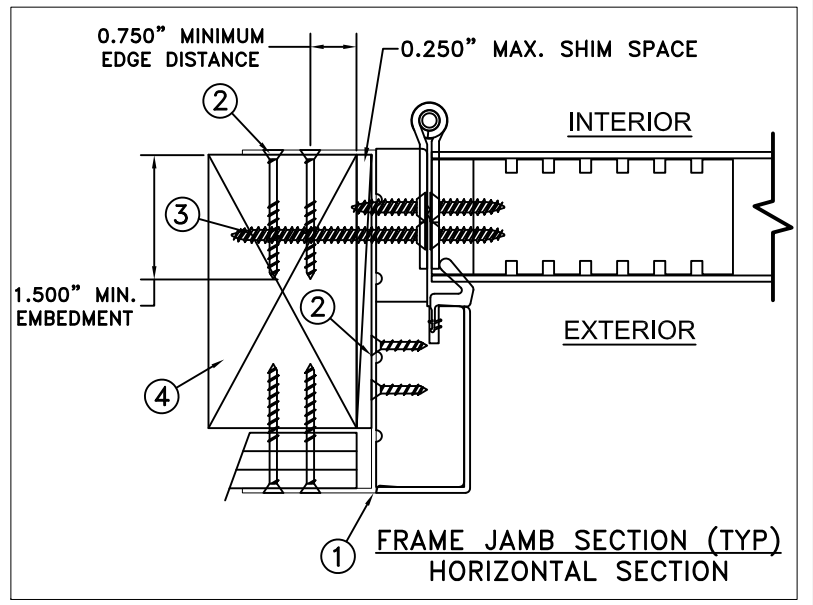 0.750” MINIMUM
EDGE DISTANCE
0.250” MAX. SHIM SPACE
2
INTERIOR
3
1.500” MIN.
EMBEDMENT
2
EXTERIOR
4
1
FRAME JAMB SECTION (TYP)
HORIZONTAL SECTION